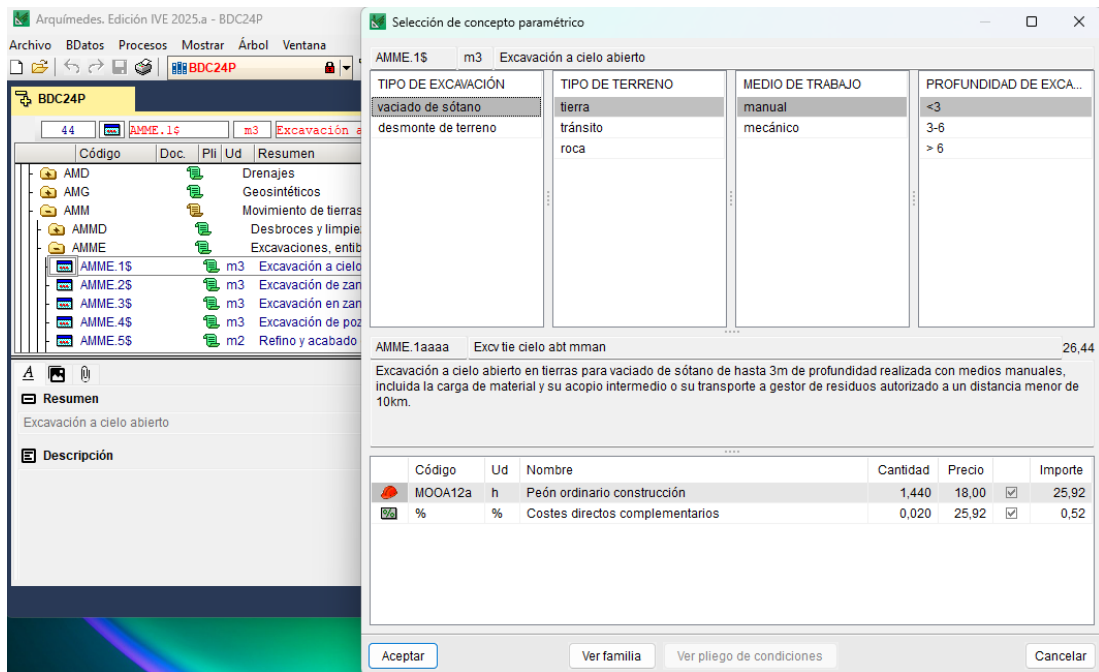 Arquímedes. Edición IVE 2025.a - BDC24P
Archivo BDatos Procesos Mostrar Árbol Ventana
BDC24P
BDC24P
44 AMME.1$ m3 Excavación a
Código Doc. Pli Ud Resumen
AMD Drenajes
AMG Geosintéticos
AMM Movimiento de tierras
AMMD Desbroces y limpie
AMME Excavaciones, entib
AMME.1$ m3 Excavación a cielo
AMME.2$ m3 Excavación de zan
AMME.3$ m3 Excavación en zan
AMME.4$ m3 Excavación de poz
AMME.5$ m2 Refino y acabado
A
Resumen
Excavación a cielo abierto
Descripción
Selección de concepto paramétrico
AMME.1$ m3 Excavación a cielo abierto
TIPO DE EXCAVACIÓN TIPO DE TERRENO MEDIO DE TRABAJO PROFUNDIDAD DE EXCA...
vaciado de sótano tierra manual <3
desmonte de terreno tránsito mecánico 3-6
roca > 6
AMME.1aaaa Excv tie cielo abt mman 26,44
Excavación a cielo abierto en tierras para vaciado de sótano de hasta 3m de profundidad realizada con medios manuales,
incluida la carga de material y su acopio intermedio o su transporte a gestor de residuos autorizado a un distancia menor de
10km.
Código Ud Nombre Cantidad Precio Importe
MOOA12a h Peón ordinario construcción 1,440 18,00 25,92
% % Costes directos complementarios 0,020 25,92 0,52
Aceptar Ver familia Ver pliego de condiciones Cancelar